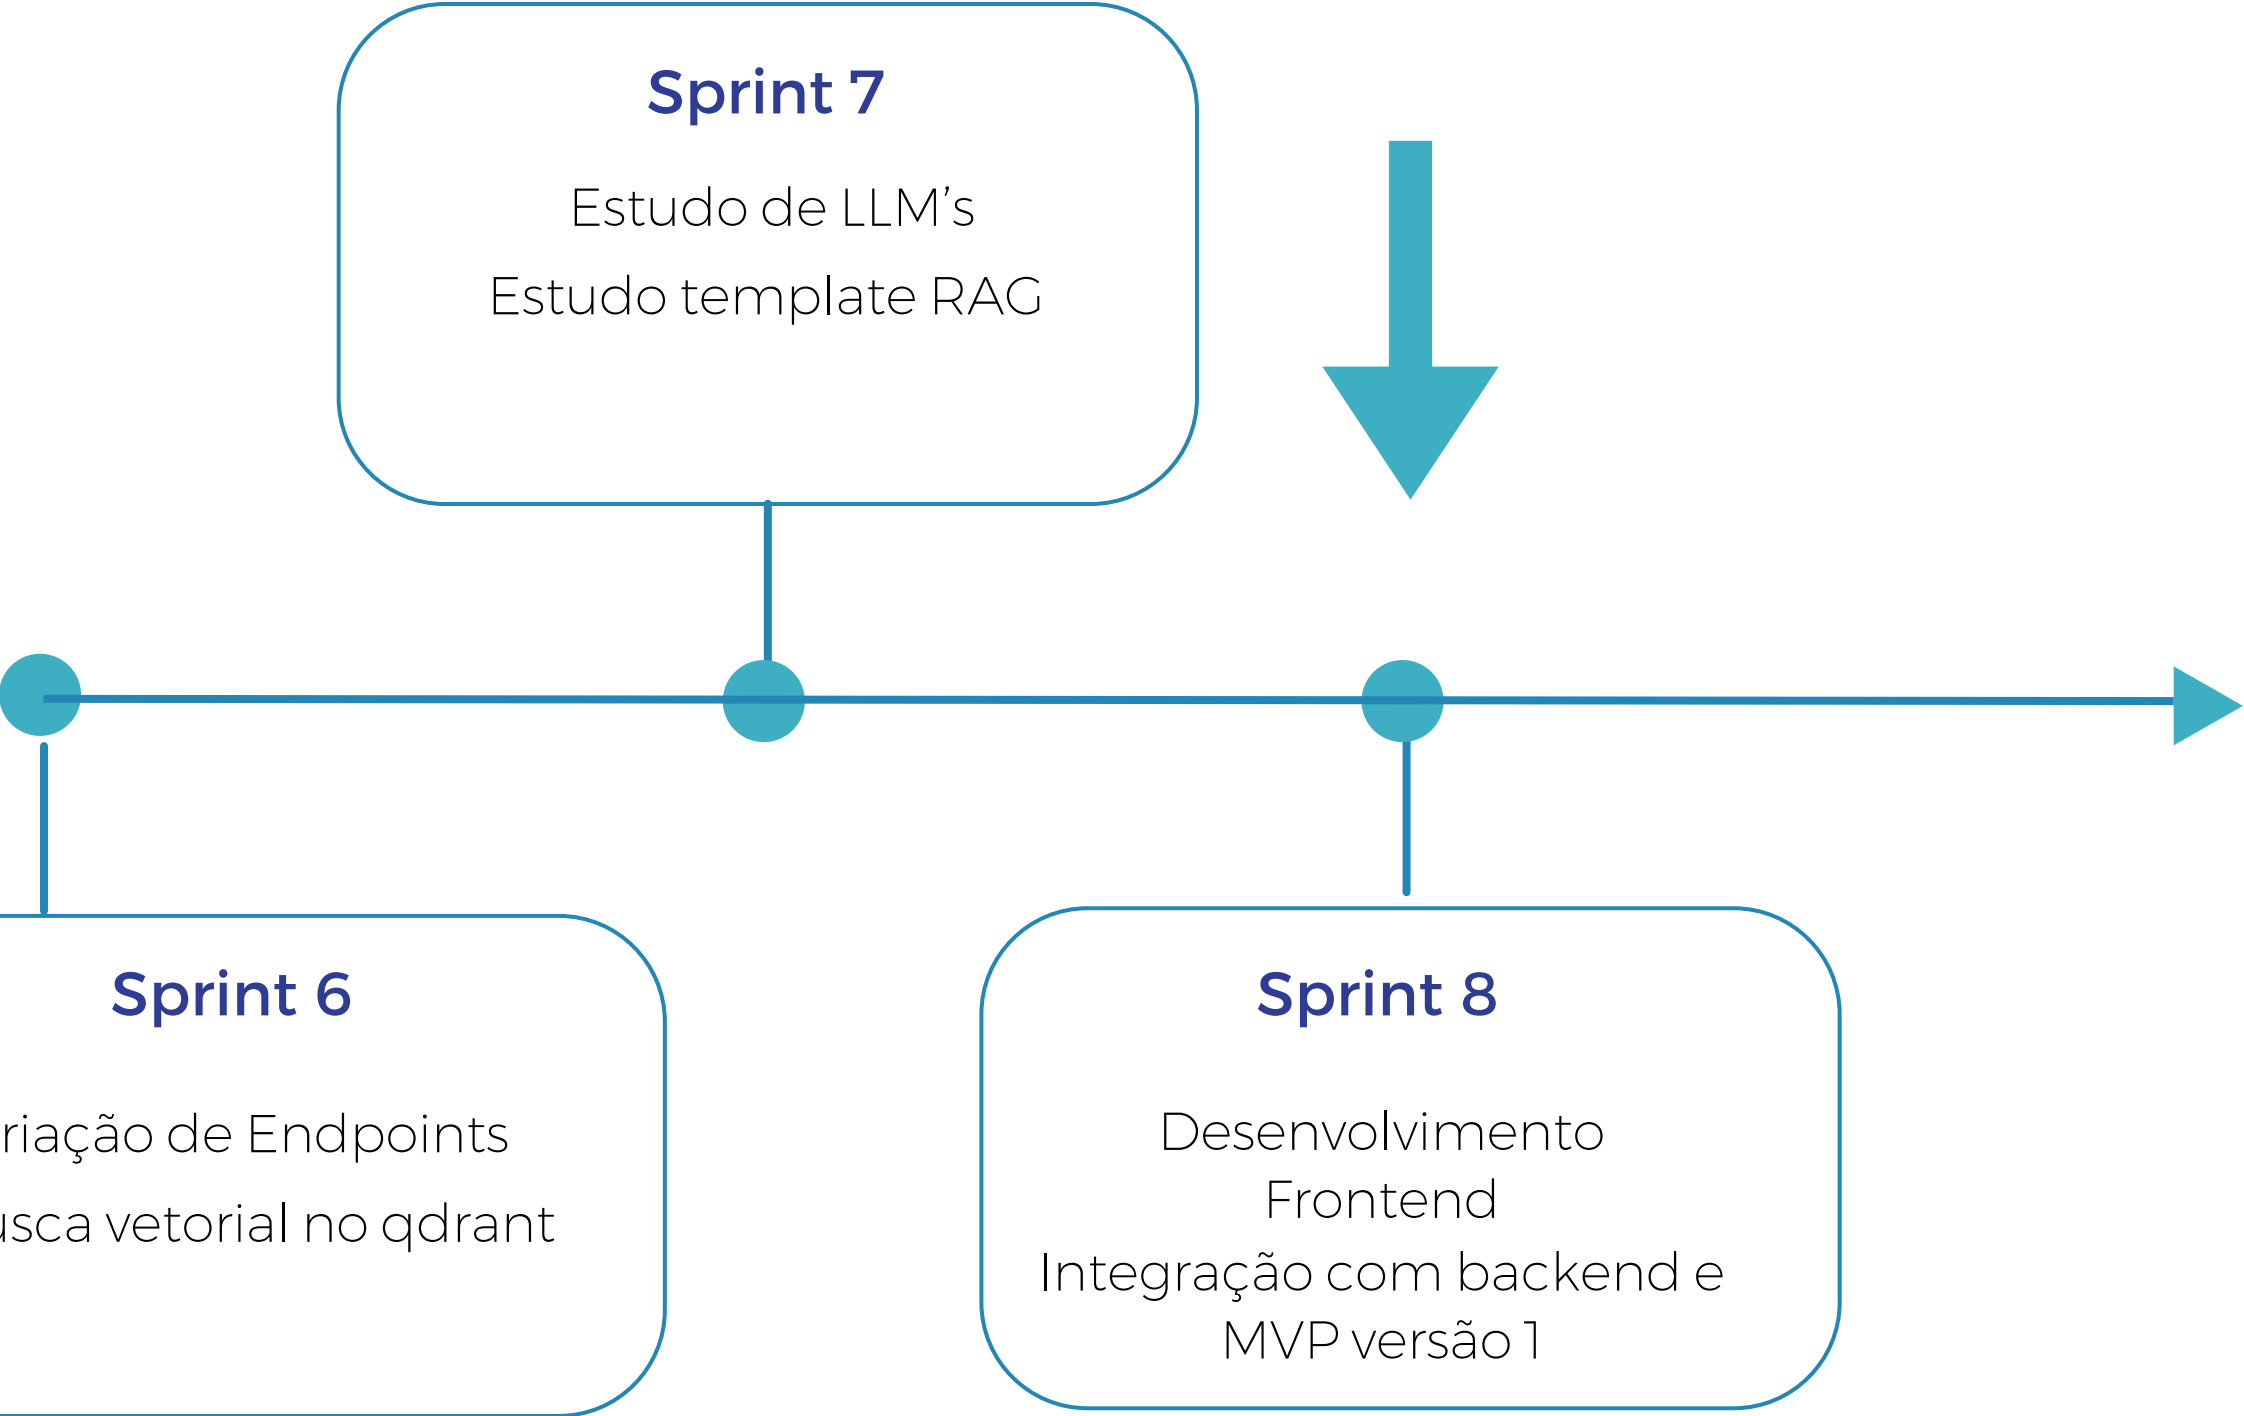 Sprint 7
Estudo de LLM’s
Estudo template RAG
Sprint 6
riação de Endpoints
usca vetorial no qdrant
Sprint 8
Desenvolvimento
Frontend
Integração com backend e
MVP versão 1